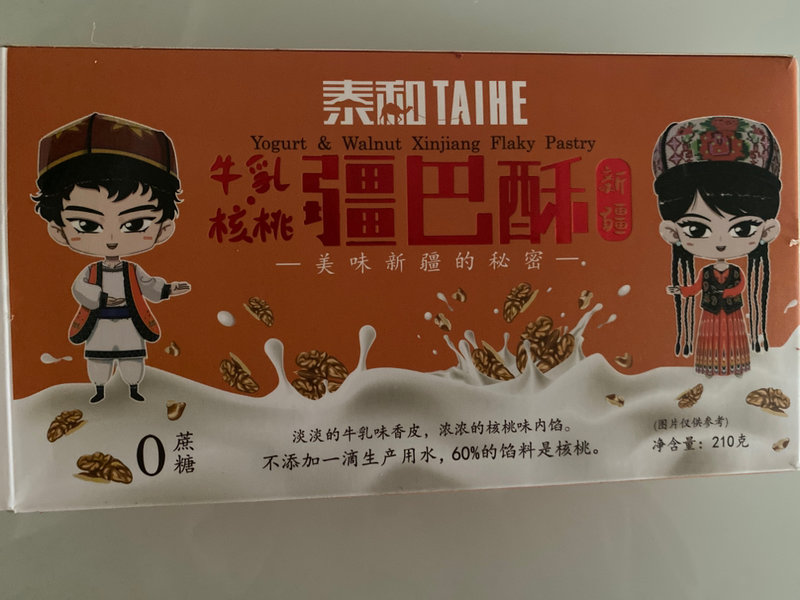 泰和TAIHE
Yogurt & Walnut Xinjiang Flaky Pastry
牛乳·核桃 疆巴酥 新疆
—美味新疆的秘密—
淡淡的牛乳味香皮，浓浓的核桃味内馅。
不添加一滴生产用水，60%的馅料是核桃。
0蔗糖
(图片仅供参考)
净含量：210克